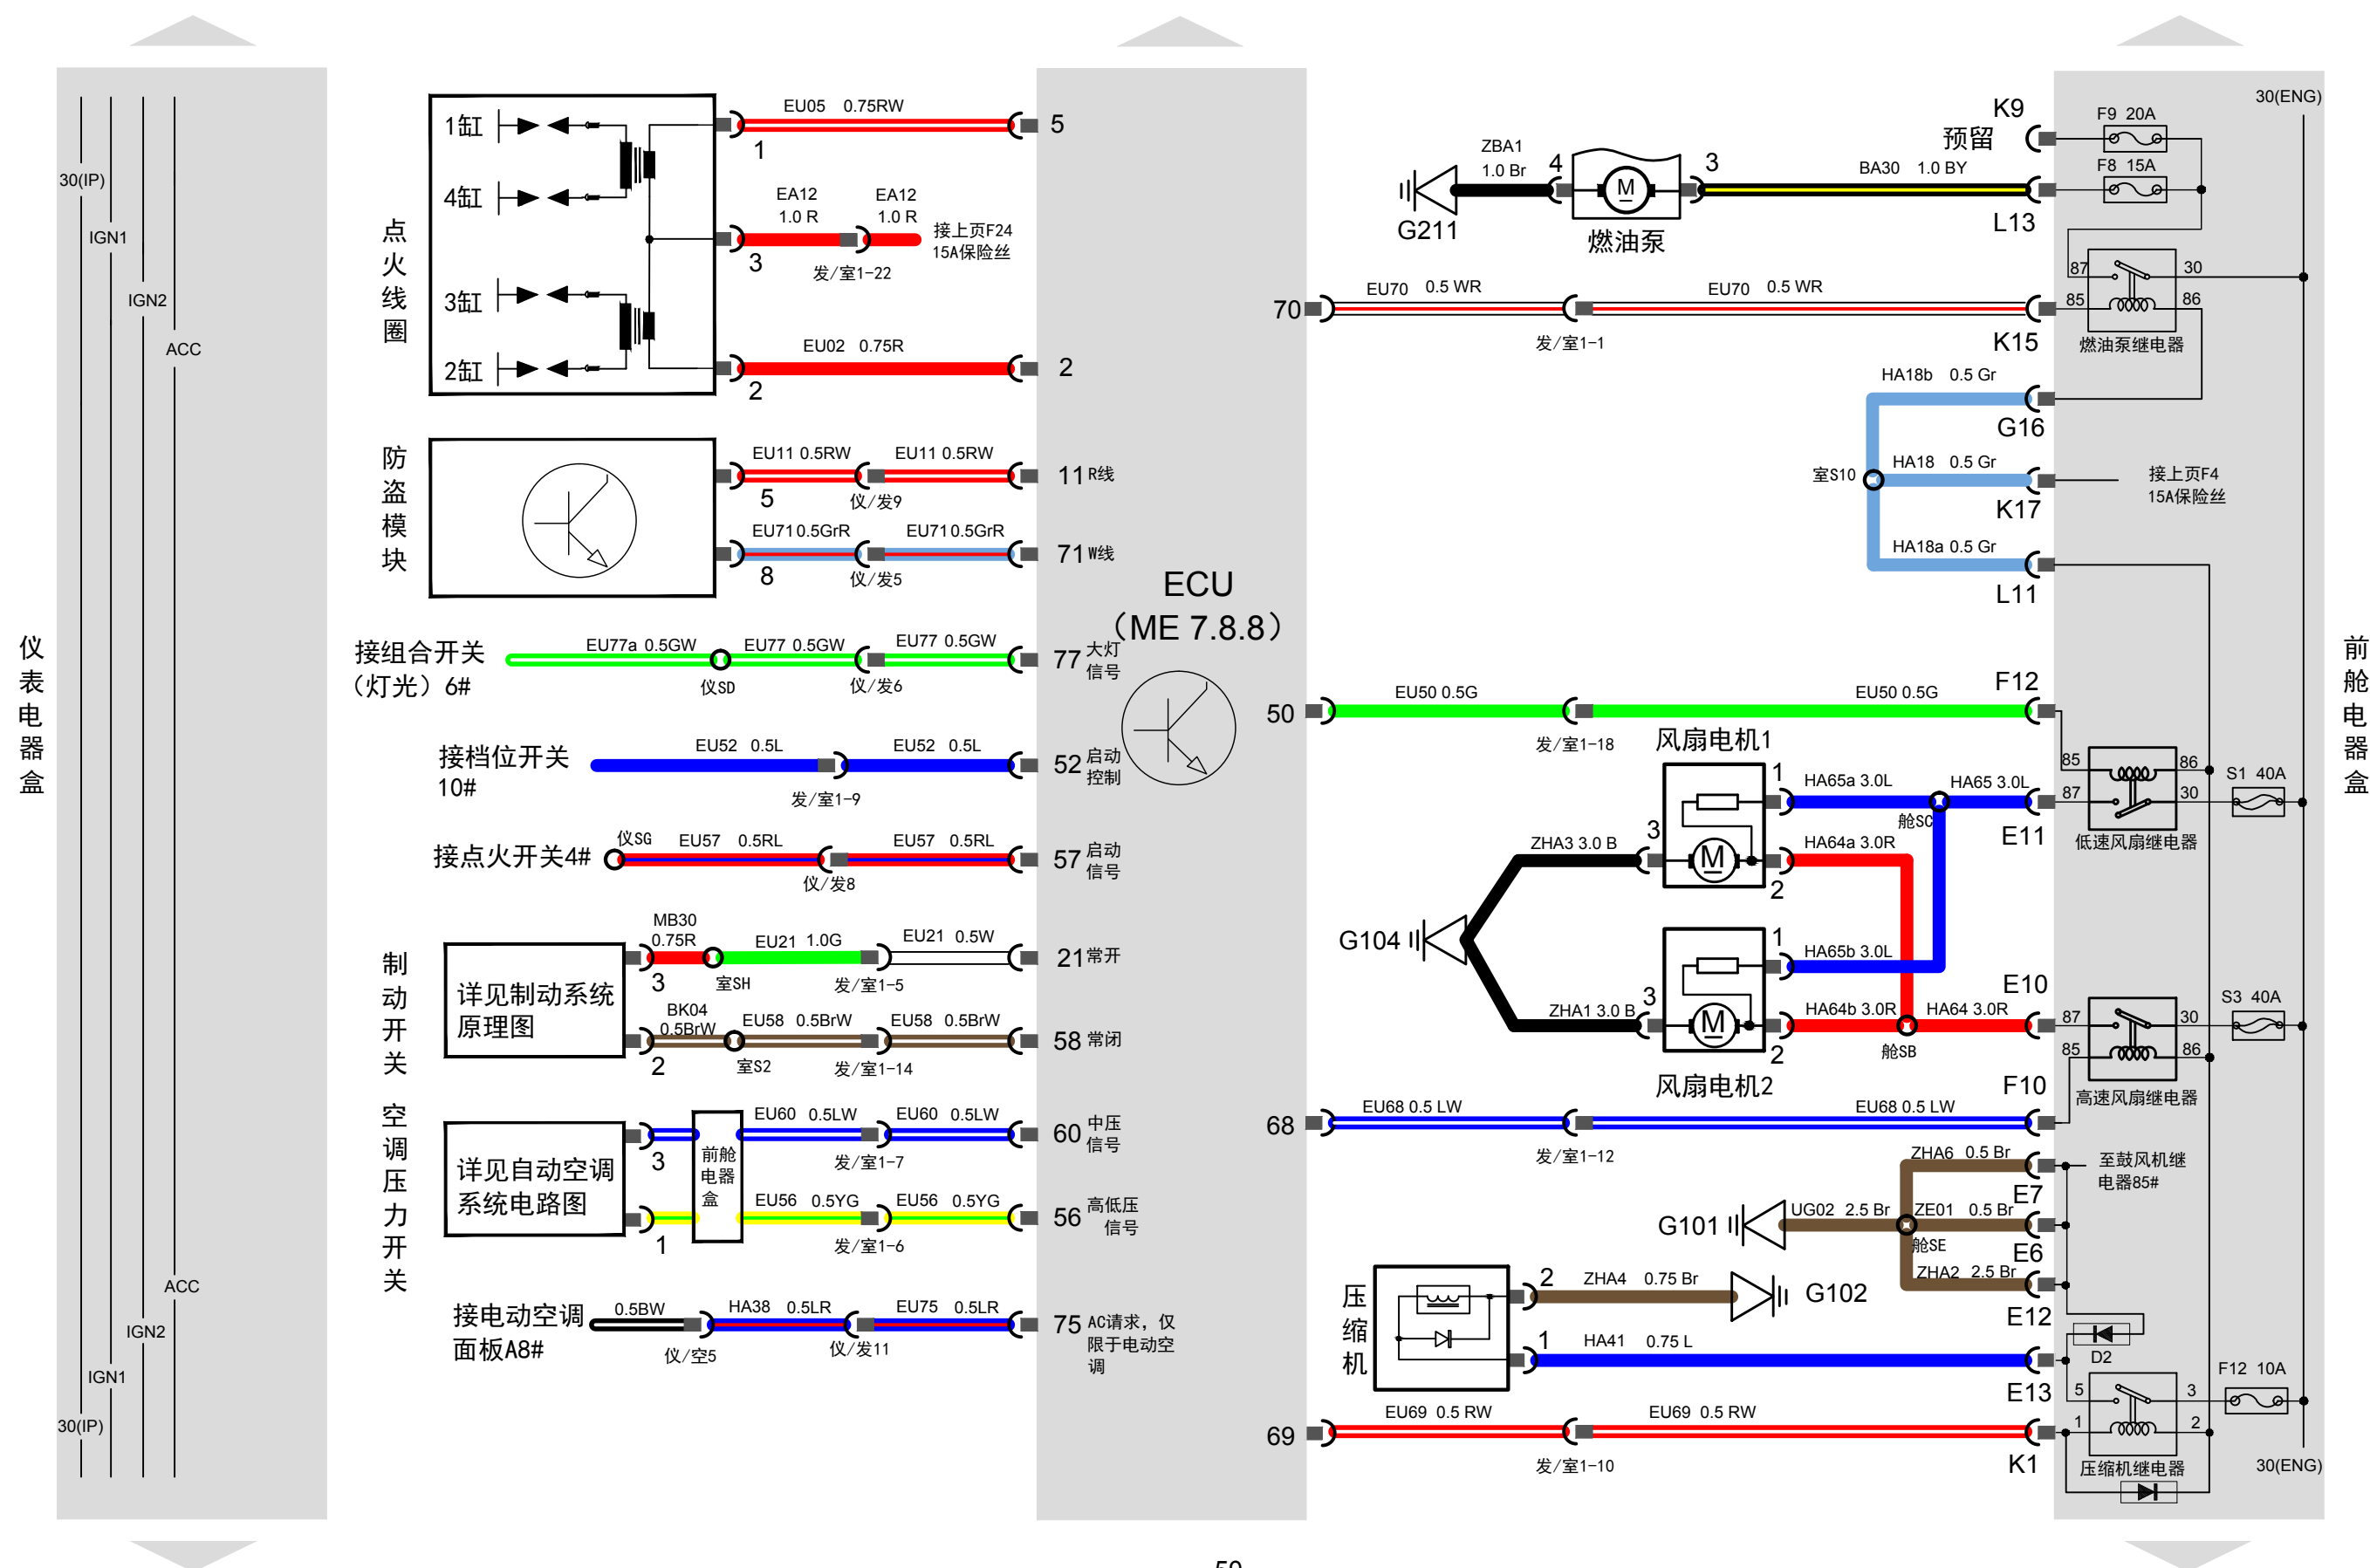 仪表电器盒
30(IP)
IGN1
IGN2
ACC
ACC
IGN2
IGN1
30(IP)
点火线圈
1缸
4缸
3缸
2缸
EU05 0.75RW
1
5
EA12
1.0 R
EA12
1.0 R
接上页F24
15A保险丝
3
发/室1-22
EU02 0.75R
2
2
防盗模块
EU11 0.5RW
EU11 0.5RW
5
仪/发9
11 R线
EU71 0.5GrR
EU71 0.5GrR
8
仪/发5
71 W线
接组合开关
（灯光）6#
EU77a 0.5GW
EU77 0.5GW
EU77 0.5GW
仪SD
仪/发6
77 大灯
信号
接档位开关
10#
EU52 0.5L
EU52 0.5L
发/室1-9
52 启动
控制
接点火开关4#
仪SG
EU57 0.5RL
EU57 0.5RL
仪/发8
57 启动
信号
制动开关
详见制动系统
原理图
MB30
0.75R
EU21 1.0G
EU21 0.5W
3
室SH
发/室1-5
21 常开
BK04
0.5BrW
EU58 0.5BrW
EU58 0.5BrW
2
室S2
发/室1-14
58 常闭
空调压力开关
详见自动空调
系统电路图
前舱
电器
盒
EU60 0.5LW
EU60 0.5LW
3
发/室1-7
60 中压
信号
EU56 0.5YG
EU56 0.5YG
1
发/室1-6
56 高低压
信号
接电动空调
面板A8#
0.5BW
HA38 0.5LR
EU75 0.5LR
仪/空5
仪/发11
75 AC请求，仅
限于电动空
调
ECU
（ME 7.8.8）
ZBA1
1.0 Br
4
M
3
BA30 1.0 BY
G211
燃油泵
K9
预留
L13
F9 20A
F8 15A
30(ENG)
87
30
85
86
燃油泵继电器
70
EU70 0.5 WR
EU70 0.5 WR
发/室1-1
K15
HA18b 0.5 Gr
G16
室S10
HA18 0.5 Gr
K17
接上页F4
15A保险丝
HA18a 0.5 Gr
L11
50
EU50 0.5G
EU50 0.5G
发/室1-18
F12
风扇电机1
1
HA65a 3.0L
HA65 3.0L
舱SC
E11
85
86
87
30
S1 40A
低速风扇继电器
3
ZHA3 3.0 B
M
HA64a 3.0R
2
G104
1
HA65b 3.0L
3
ZHA1 3.0 B
M
HA64b 3.0R
HA64 3.0R
2
舱SB
E10
风扇电机2
87
30
S3 40A
85
86
高速风扇继电器
F10
68
EU68 0.5 LW
EU68 0.5 LW
发/室1-12
ZHA6 0.5 Br
E7
至鼓风机继
电器85#
G101
UG02 2.5 Br
ZE01 0.5 Br
舱SE
E6
ZHA2 2.5 Br
E12
压缩机
2
ZHA4 0.75 Br
G102
1
HA41 0.75 L
E13
D2
F12 10A
5
3
1
2
压缩机继电器
69
EU69 0.5 RW
EU69 0.5 RW
发/室1-10
K1
30(ENG)
前舱电器盒